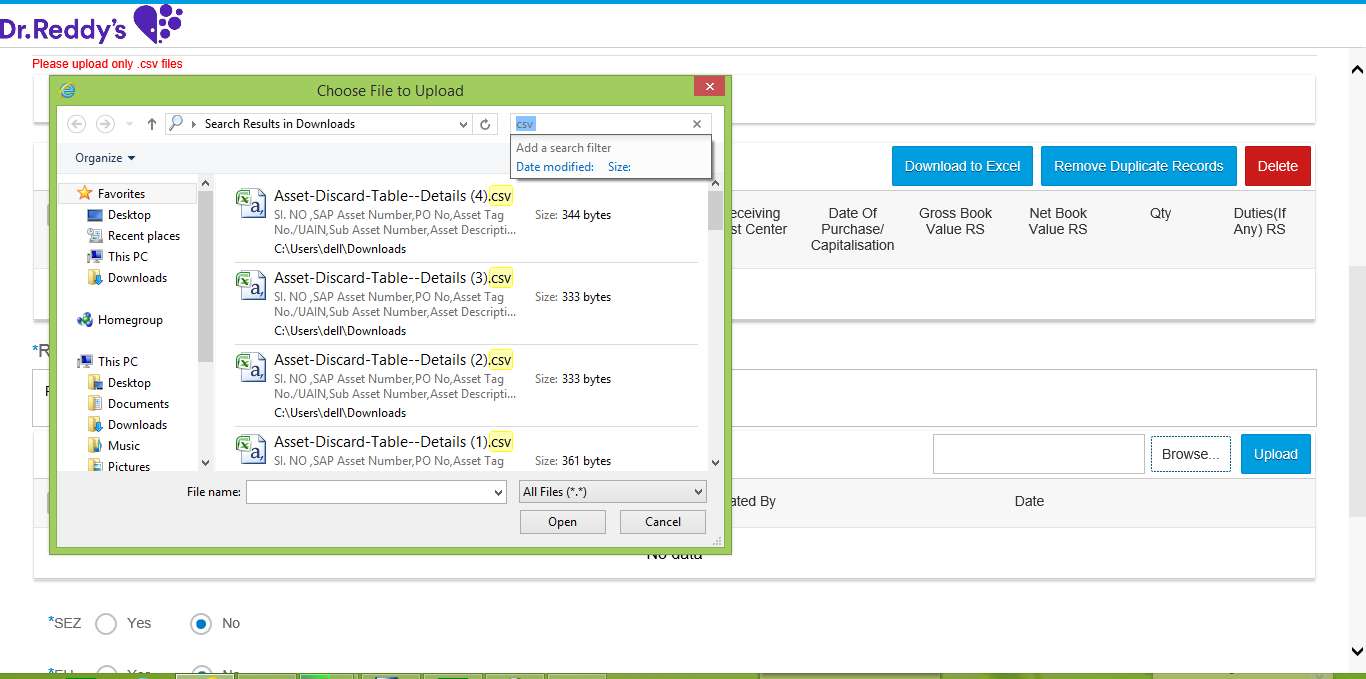 Dr.Reddy's
Please upload only .csv files
Choose File to Upload
Search Results in Downloads
csv
Add a search filter
Date modified: Size:
Organize
Download to Excel
Remove Duplicate Records
Delete
Favorites
Desktop
Recent places
This PC
Downloads
Homegroup
This PC
Desktop
Documents
Downloads
Music
Pictures
Asset-Discard-Table--Details (4).csv
Sl. NO ,SAP Asset Number,PO No,Asset Tag
No./UAIN,Sub Asset Number,Asset Descripti...
C:\Users\dell\Downloads
Size: 344 bytes
Asset-Discard-Table--Details (3).csv
Sl. NO ,SAP Asset Number,PO No,Asset Tag
No./UAIN,Sub Asset Number,Asset Descripti...
C:\Users\dell\Downloads
Size: 333 bytes
Asset-Discard-Table--Details (2).csv
Sl. NO ,SAP Asset Number,PO No,Asset Tag
No./UAIN,Sub Asset Number,Asset Descripti...
C:\Users\dell\Downloads
Size: 333 bytes
Asset-Discard-Table--Details (1).csv
Sl. NO ,SAP Asset Number,PO No,Asset Tag
Size: 361 bytes
File name:
All Files (*.*)
Open
Cancel
eceiving
st Center
Date Of
Purchase/
Capitalisation
Gross Book
Value RS
Net Book
Value RS
Qty
Duties(If
Any) RS
*R
Browse...
Upload
ated By
Date
No data
*SEZ Yes No